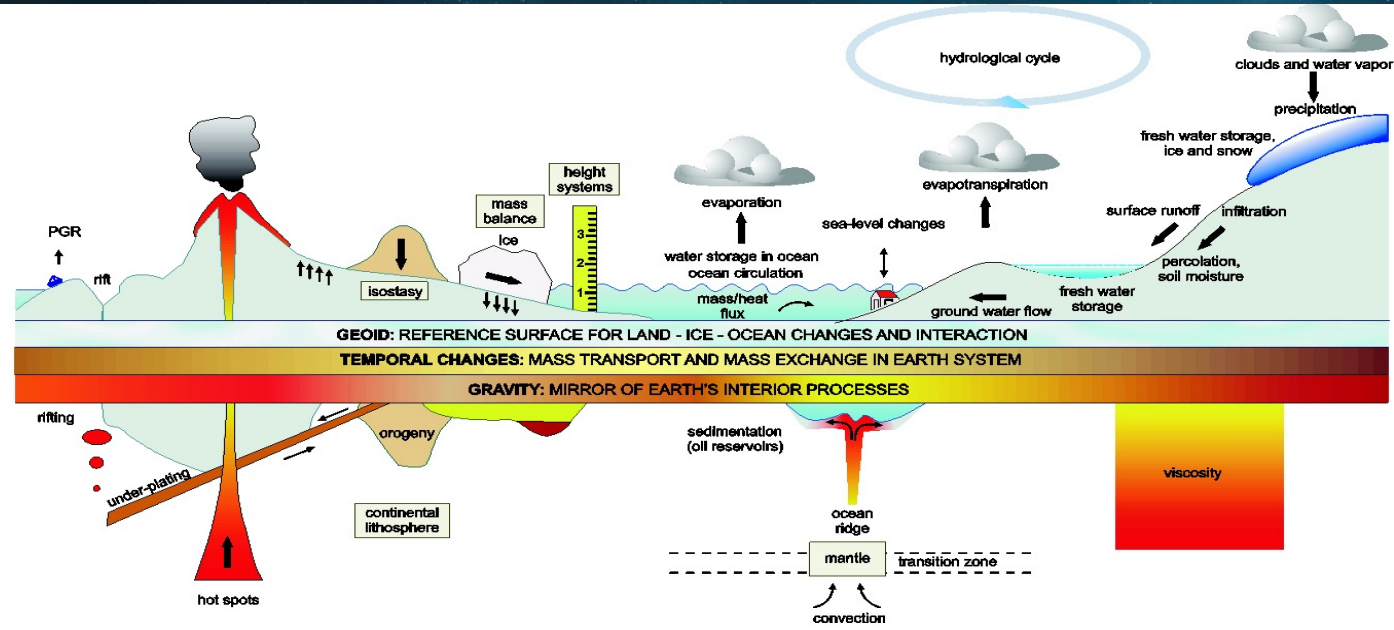 hydrological cycle
clouds and water vapor
precipitation
fresh water storage,
ice and snow
height
systems
mass
balance
ice
3
2
1
evaporation
evapotranspiration
PGR
rift
isostasy
water storage in ocean
ocean circulation
sea-level changes
surface runoff
infiltration
percolation,
soil moisture
mass/heat
flux
ground water flow
fresh water
storage
GEOID: REFERENCE SURFACE FOR LAND - ICE - OCEAN CHANGES AND INTERACTION
TEMPORAL CHANGES: MASS TRANSPORT AND MASS EXCHANGE IN EARTH SYSTEM
GRAVITY: MIRROR OF EARTH'S INTERIOR PROCESSES
rifting
orogeny
sedimentation
(oil reservoirs)
under-plating
viscosity
continental
lithosphere
ocean
ridge
mantle
transition zone
hot spots
convection